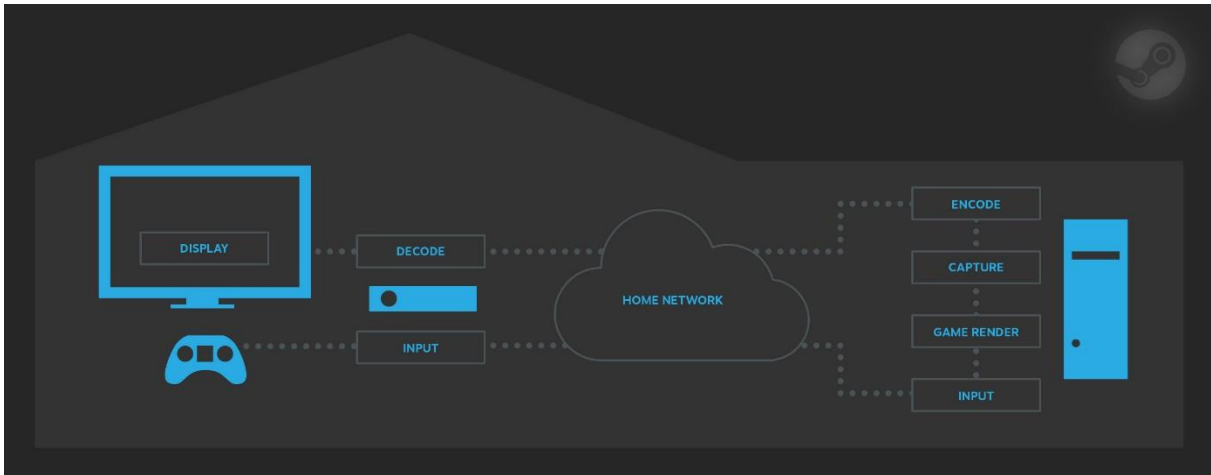 DISPLAY
DECODE
INPUT
HOME NETWORK
ENCODE
CAPTURE
GAME RENDER
INPUT